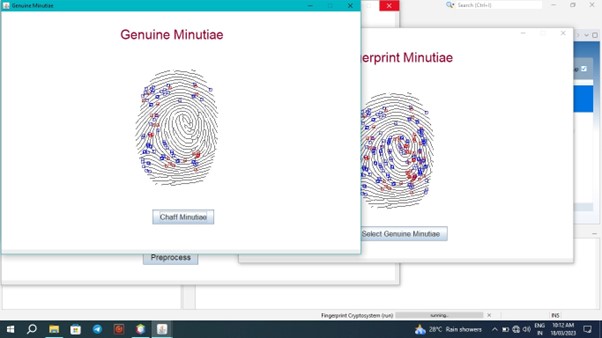 Genuine Minutiae
Search (Ctrl+I)
Genuine Minutiae
erprint Minutiae
Chaff Minutiae
Select Genuine Minutiae
Preprocess
Fingerprint Cryptosystem (run)
running...
INS
28°C Rain showers
ENG
IN
10:12 AM
18/03/2023